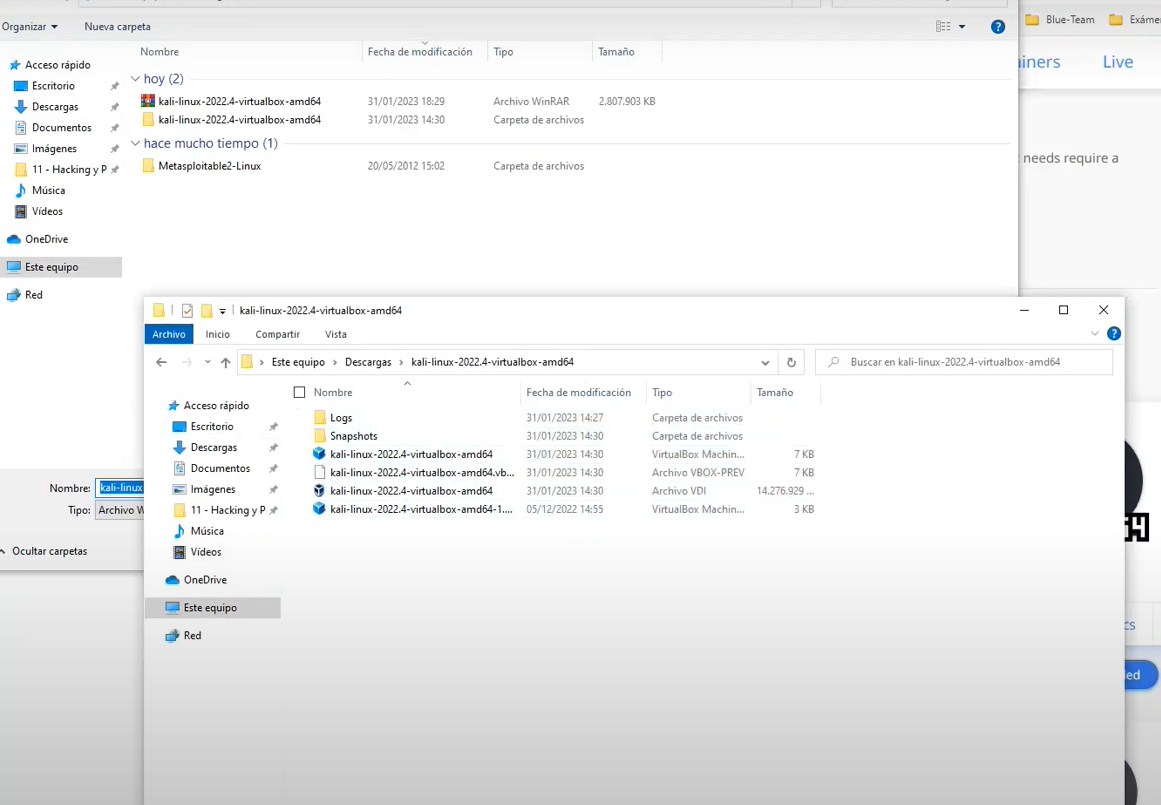 Organizar Nueva carpeta
Blue-Team
Nombre Fecha de modificación Tipo Tamaño
Live
Acceso rápido
hoy (2)
Escritorio
kali-linux-2022.4-virtualbox-amd64 31/01/2023 18:29 Archivo WinRAR 2.807.903 KB
Descargas
kali-linux-2022.4-virtualbox-amd64 31/01/2023 14:30 Carpeta de archivos
Documentos
hace mucho tiempo (1)
Imágenes
needs require a
11 - Hacking y P
Metasploitable2-Linux 20/05/2012 15:02 Carpeta de archivos
Música
Vídeos
OneDrive
Este equipo
Red
kali-linux-2022.4-virtualbox-amd64
Archivo Inicio Compartir Vista
Este equipo > Descargas > kali-linux-2022.4-virtualbox-amd64
Buscar en kali-linux-2022.4-virtualbox-amd64
Nombre Fecha de modificación Tipo Tamaño
Acceso rápido
Logs 31/01/2023 14:27 Carpeta de archivos
Escritorio
Snapshots 31/01/2023 14:30 Carpeta de archivos
Descargas
kali-linux-2022.4-virtualbox-amd64 31/01/2023 14:30 VirtualBox Machin... 7 KB
Documentos
kali-linux-2022.4-virtualbox-amd64.vb... 31/01/2023 14:30 Archivo VBOX-PREV 7 KB
Imágenes
kali-linux-2022.4-virtualbox-amd64 31/01/2023 14:30 Archivo VDI 14.276.929 ...
11 - Hacking y P
kali-linux-2022.4-virtualbox-amd64-1.... 05/12/2022 14:55 VirtualBox Machin... 3 KB
Música
Vídeos
OneDrive
Este equipo
Red
Nombre: kali-linux
Tipo: Archivo W
Ocultar carpetas